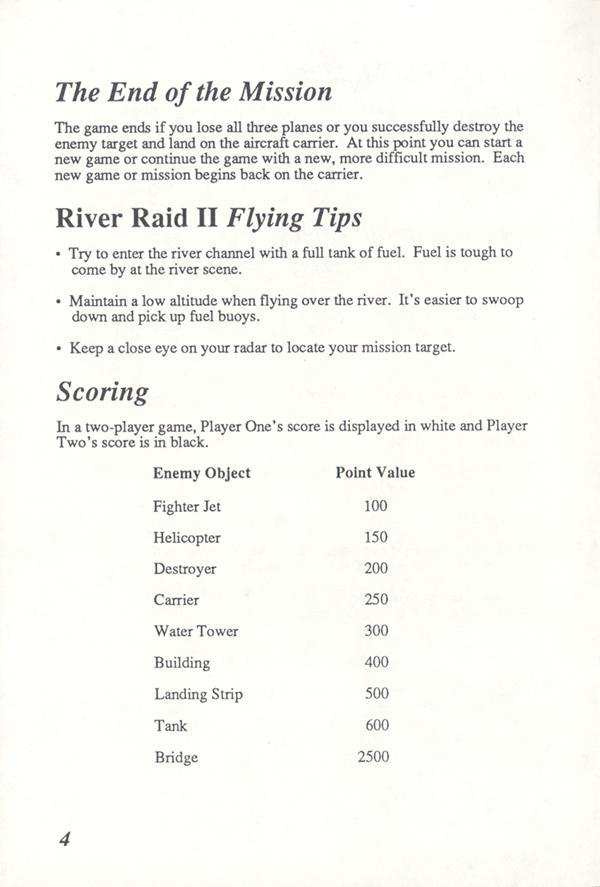 The End of the Mission
The game ends if you lose all three planes or you successfully destroy the
enemy target and land on the aircraft carrier. At this point you can start a
new game or continue the game with a new, more difficult mission. Each
new game or mission begins back on the carrier.
River Raid II Flying Tips
• Try to enter the river channel with a full tank of fuel. Fuel is tough to
come by at the river scene.
• Maintain a low altitude when flying over the river. It's easier to swoop
down and pick up fuel buoys.
• Keep a close eye on your radar to locate your mission target.
Scoring
In a two-player game, Player One's score is displayed in white and Player
Two's score is in black.
Enemy Object Point Value
Fighter Jet 100
Helicopter 150
Destroyer 200
Carrier 250
Water Tower 300
Building 400
Landing Strip 500
Tank 600
Bridge 2500
4